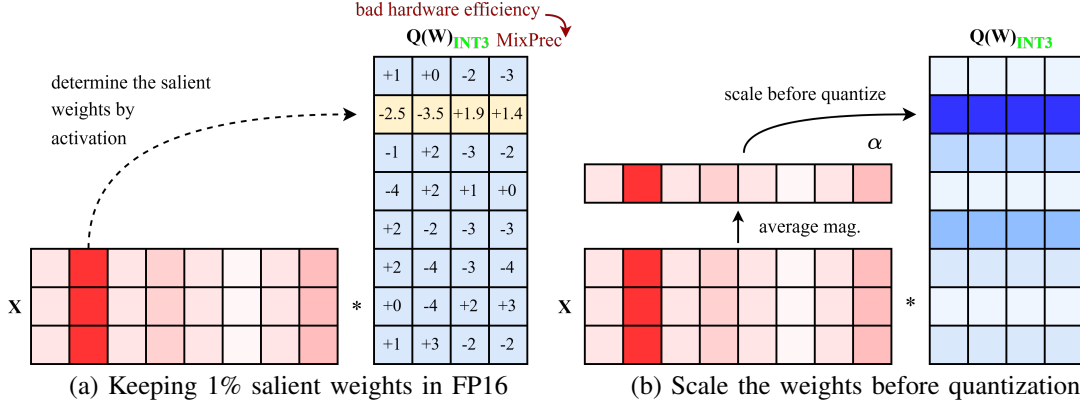 bad hardware efficiency
Q(W)INT3 MixPrec
determine the salient
weights by
activation
+1 +0 -2 -3
-2.5 -3.5 +1.9 +1.4
-1 +2 -3 -2
-4 +2 +1 +0
+2 -2 -3 -3
+2 -4 -3 -4
+0 -4 +2 +3
+1 +3 -2 -2
X
*
(a) Keeping 1% salient weights in FP16
Q(W)INT3
scale before quantize
α
average mag.
X
*
(b) Scale the weights before quantization